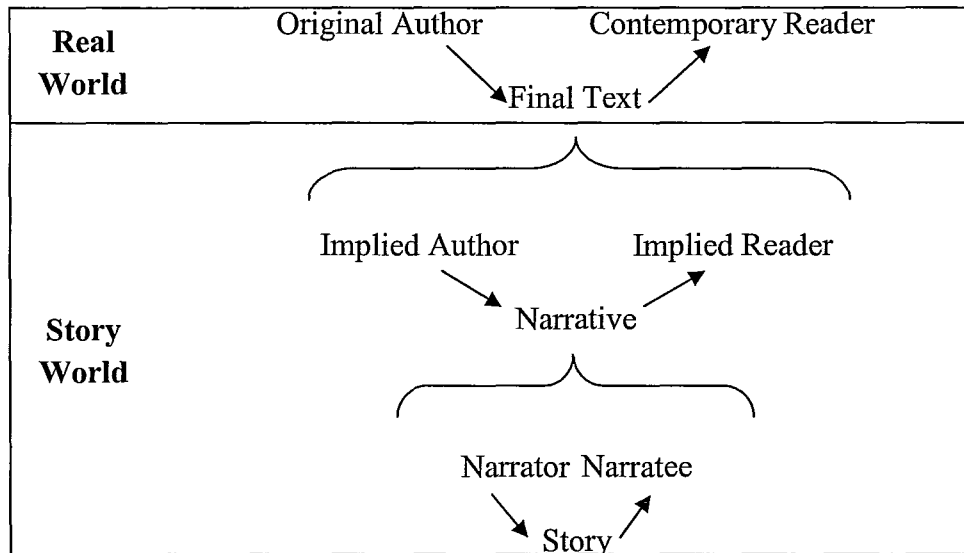 Real
World
Original Author Contemporary Reader
Final Text
Story
World
Implied Author Implied Reader
Narrative
Narrator Narratee
Story